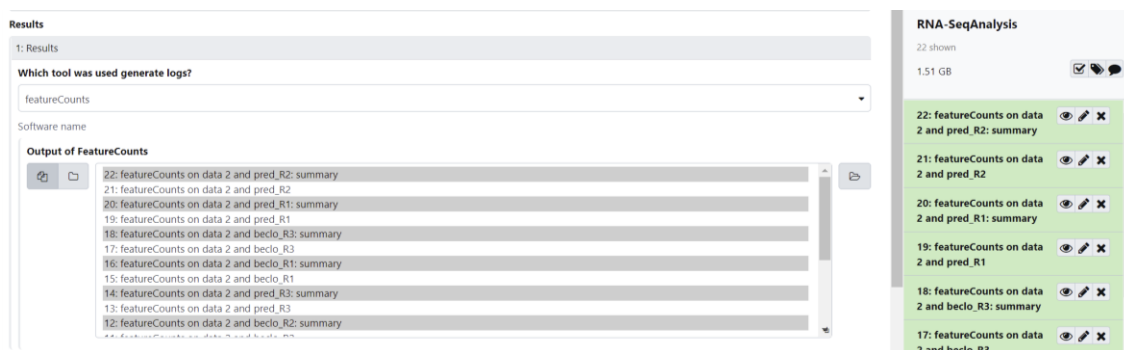 Results
1: Results
Which tool was used generate logs?
featureCounts
Software name
Output of FeatureCounts
22: featureCounts on data 2 and pred_R2: summary
21: featureCounts on data 2 and pred_R2
20: featureCounts on data 2 and pred_R1: summary
19: featureCounts on data 2 and pred_R1
18: featureCounts on data 2 and beclo_R3: summary
17: featureCounts on data 2 and beclo_R3
16: featureCounts on data 2 and beclo_R1: summary
15: featureCounts on data 2 and beclo_R1
14: featureCounts on data 2 and pred_R3: summary
13: featureCounts on data 2 and pred_R3
12: featureCounts on data 2 and beclo_R2: summary
RNA-SeqAnalysis
22 shown
1.51 GB
22: featureCounts on data
2 and pred_R2: summary
21: featureCounts on data
2 and pred_R2
20: featureCounts on data
2 and pred_R1: summary
19: featureCounts on data
2 and pred_R1
18: featureCounts on data
2 and beclo_R3: summary
17: featureCounts on data
2 and beclo_R3